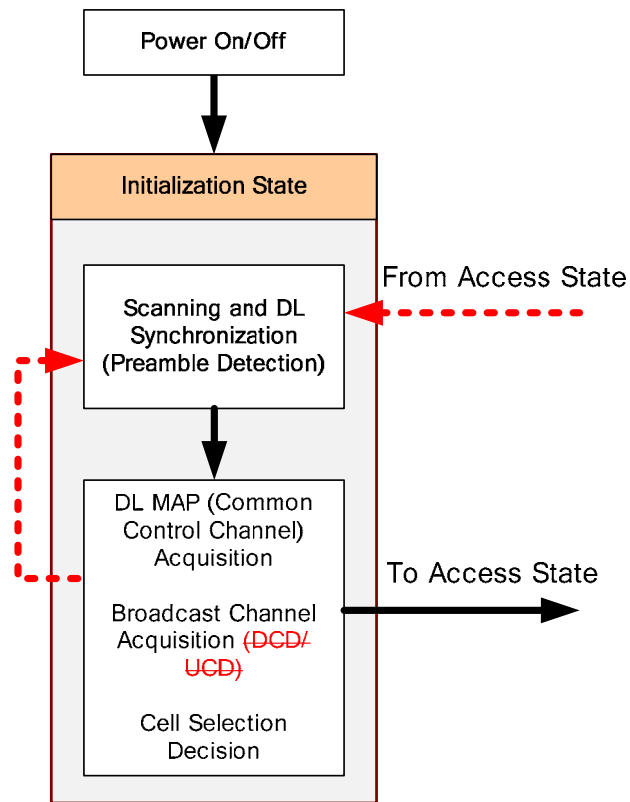 Power On/Off
Initialization State
Scanning and DL
Synchronization
(Preamble Detection)
From Access State
DL MAP (Common
Control Channel)
Acquisition
Broadcast Channel
Acquisition (DCD/
UCD)
Cell Selection
Decision
To Access State